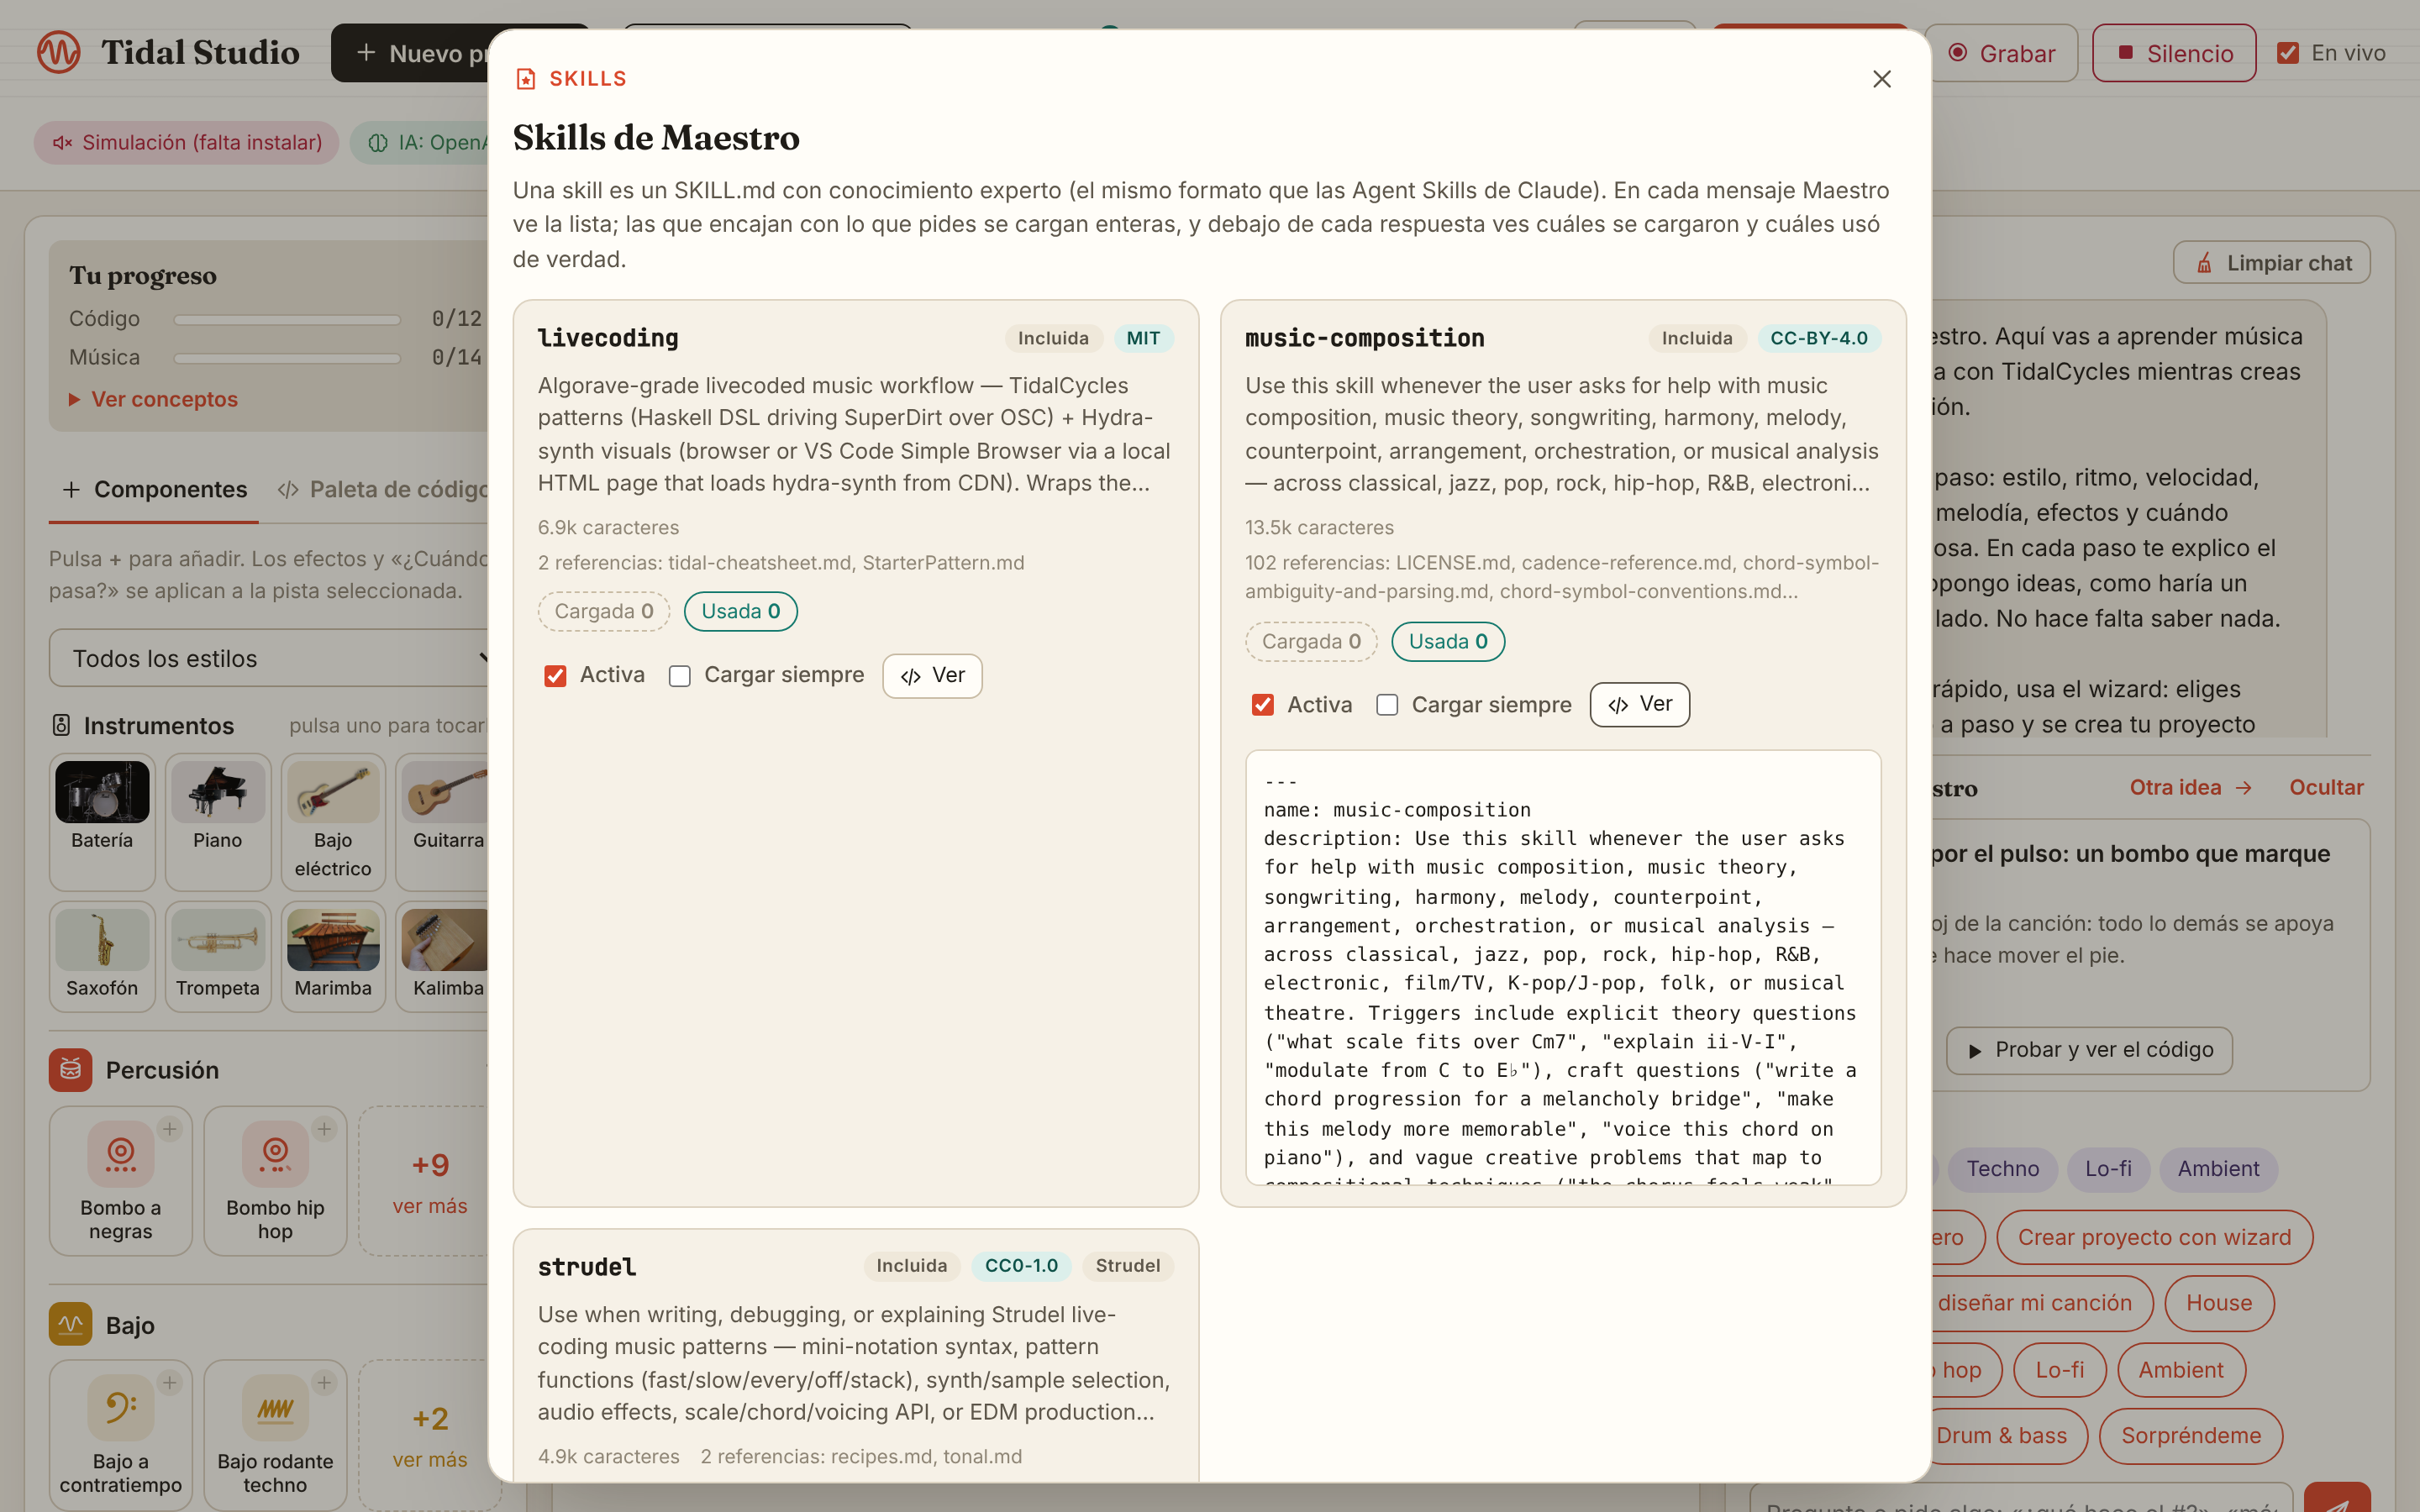 Tidal Studio
+ Nuevo
Grabar
Silencio
En vivo
Simulación (falta instalar)
IA:
Tu progreso
Código 0/12
Música 0/14
Ver conceptos
+ Componentes
</> Paleta de código
Pulsa + para añadir. Los efectos y «¿Cuándo
pasa?» se aplican a la pista seleccionada.
Todos los estilos
Instrumentos pulsa uno para
Batería
Piano
Bajo
eléctrico
Guitarra
Saxofón
Trompeta
Marimba
Kalimba
Percusión
Bombo a
negras
Bombo hip
hop
+9
ver más
Bajo
Bajo a
contratiempo
Bajo rodante
techno
+2
ver más
SKILLS
Skills de Maestro
Una skill es un SKILL.md con conocimiento experto (el mismo formato que las Agent Skills de Claude). En cada mensaje Maestro
ve la lista; las que encajan con lo que pides se cargan enteras, y debajo de cada respuesta ves cuáles se cargaron y cuáles usó
de verdad.
livecoding Incluida MIT
Algorave-grade livecoded music workflow — TidalCycles
patterns (Haskell DSL driving SuperDirt over OSC) + Hydra-
synth visuals (browser or VS Code Simple Browser via a local
HTML page that loads hydra-synth from CDN). Wraps the...
6.9k caracteres
2 referencias: tidal-cheatsheet.md, StarterPattern.md
Cargada 0 Usada 0
Activa Cargar siempre </> Ver
music-composition Incluida CC-BY-4.0
Use this skill whenever the user asks for help with music
composition, music theory, songwriting, harmony, melody,
counterpoint, arrangement, orchestration, or musical analysis
— across classical, jazz, pop, rock, hip-hop, R&B, electroni...
13.5k caracteres
102 referencias: LICENSE.md, cadence-reference.md, chord-symbol-
ambiguity-and-parsing.md, chord-symbol-conventions.md...
Cargada 0 Usada 0
Activa Cargar siempre </> Ver
---
name: music-composition
description: Use this skill whenever the user asks
for help with music composition, music theory,
songwriting, harmony, melody, counterpoint,
arrangement, orchestration, or musical analysis —
across classical, jazz, pop, rock, hip-hop, R&B,
electronic, film/TV, K-pop/J-pop, folk, or musical
theatre. Triggers include explicit theory questions
("what scale fits over Cm7", "explain ii-V-I",
"modulate from C to E♭"), craft questions ("write a
chord progression for a melancholy bridge", "make
this melody more memorable", "voice this chord on
piano"), and vague creative problems that map to
compositional techniques ("the chorus feels weak"
strudel Incluida CC0-1.0 Strudel
Use when writing, debugging, or explaining Strudel live-
coding music patterns — mini-notation syntax, pattern
functions (fast/slow/every/off/stack), synth/sample selection,
audio effects, scale/chord/voicing API, or EDM production...
4.9k caracteres 2 referencias: recipes.md, tonal.md
Limpiar chat
estro. Aquí vas a aprender música
a con TidalCycles mientras creas
ión.
paso: estilo, ritmo, velocidad,
melodía, efectos y cuándo
osa. En cada paso te explico el
opongo ideas, como haría un
lado. No hace falta saber nada.
rápido, usa el wizard: eliges
a paso y se crea tu proyecto
stro Otra idea → Ocultar
por el pulso: un bombo que marque
oj de la canción: todo lo demás se apoya
e hace mover el pie.
Probar y ver el código
Techno
Lo-fi
Ambient
ero
Crear proyecto con wizard
diseñar mi canción
House
hop
Lo-fi
Ambient
Drum & bass
Sorpréndeme